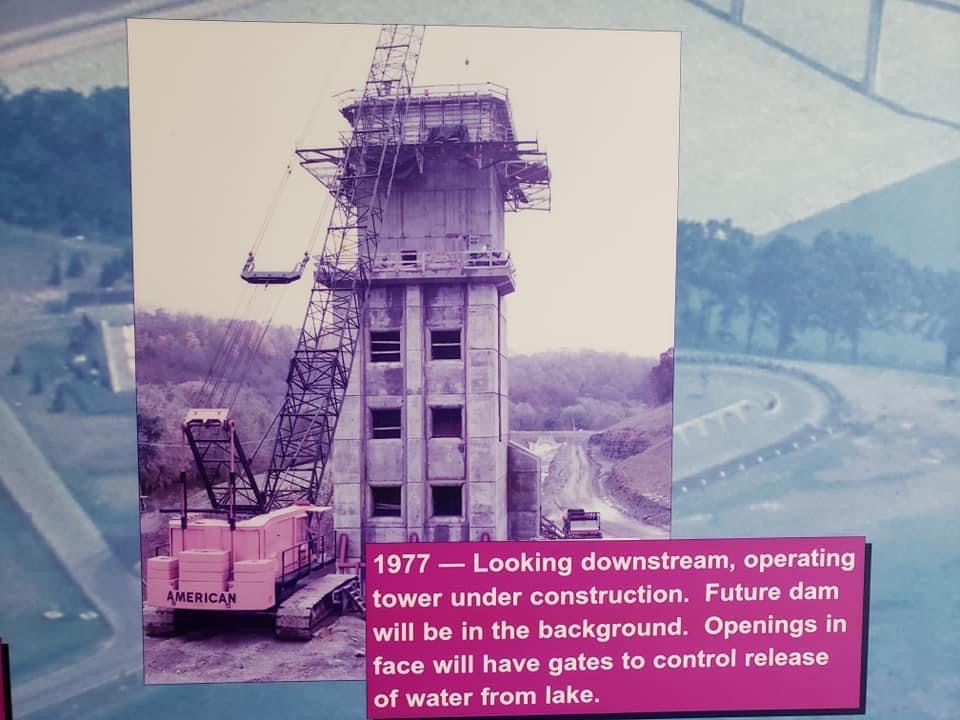 AMERICAN
1977 — Looking downstream, operating
tower under construction.  Future dam
will be in the background.  Openings in
face will have gates to control release
of water from lake.